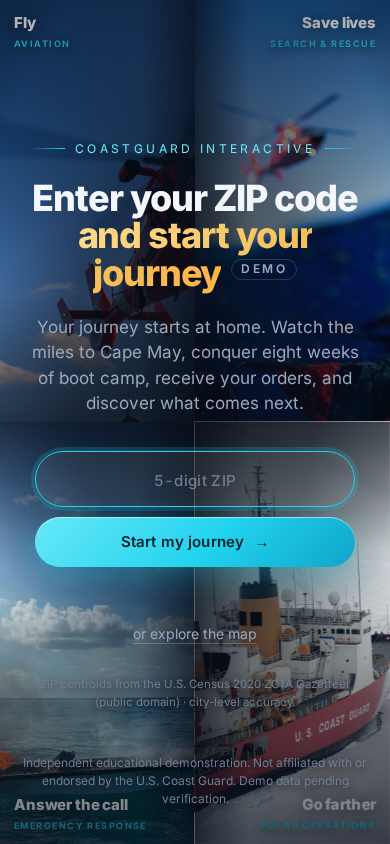 Fly
Save lives
AVIATION
SEARCH & RESCUE
COASTGUARD INTERACTIVE
Enter your ZIP code
and start your
journey DEMO
Your journey starts at home. Watch the
miles to Cape May, conquer eight weeks
of boot camp, receive your orders, and
discover what comes next.
5-digit ZIP
Start my journey →
or explore the map
ZIP centroids from the U.S. Census 2020 ZCTA Gazetteer
(public domain) · city-level accuracy.
U.S. COAST GUARD
Independent educational demonstration. Not affiliated with or
endorsed by the U.S. Coast Guard. Demo data pending
verification.
Answer the call
Go farther
EMERGENCY RESPONSE
POLAR OPERATIONS